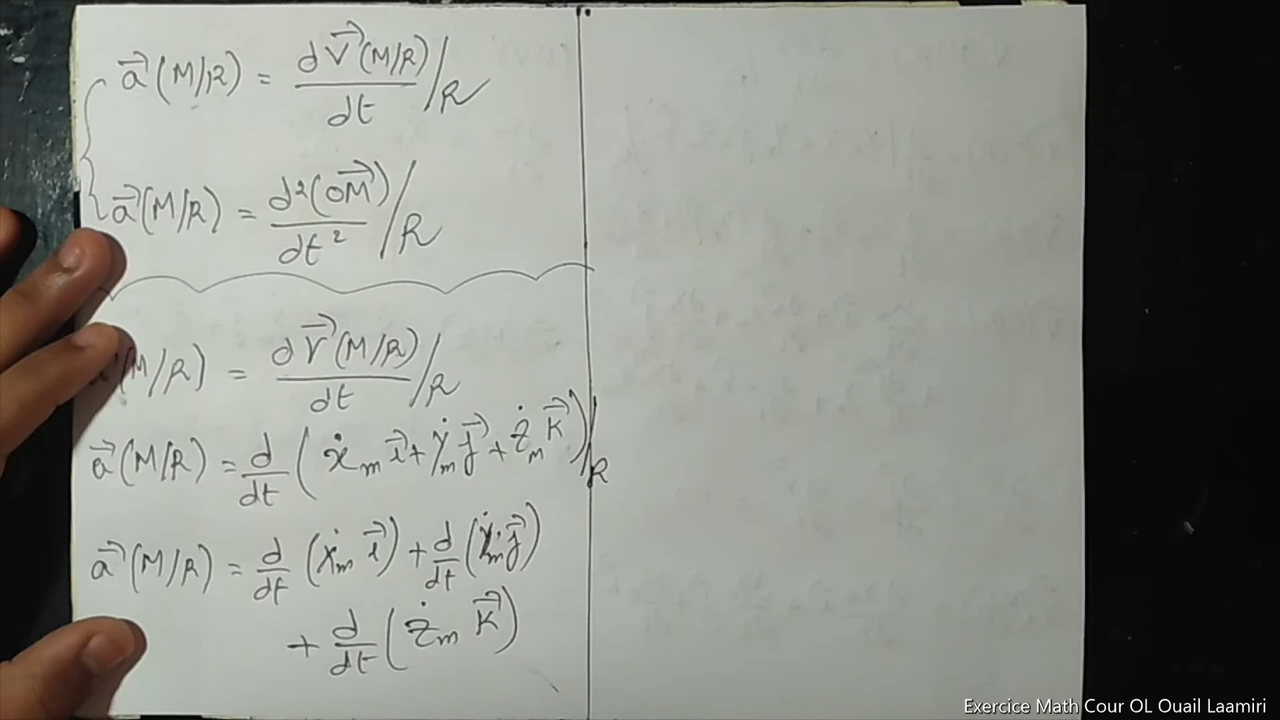 a⃗ (M/R) = dV⃗(M/R)/dt /R
a⃗ (M/R) = d²(OM⃗)/dt² /R
a⃗ (M/R) = dV⃗(M/R)/dt /R
a⃗ (M/R) = d/dt (ẋₘ i⃗ + ẏₘ j⃗ + żₘ k⃗) /R
a⃗ (M/R) = d/dt (ẋₘ i⃗) + d/dt (ẏₘ j⃗)
+ d/dt (żₘ k⃗)
Exercice Math Cour OL Ouail Laamiri